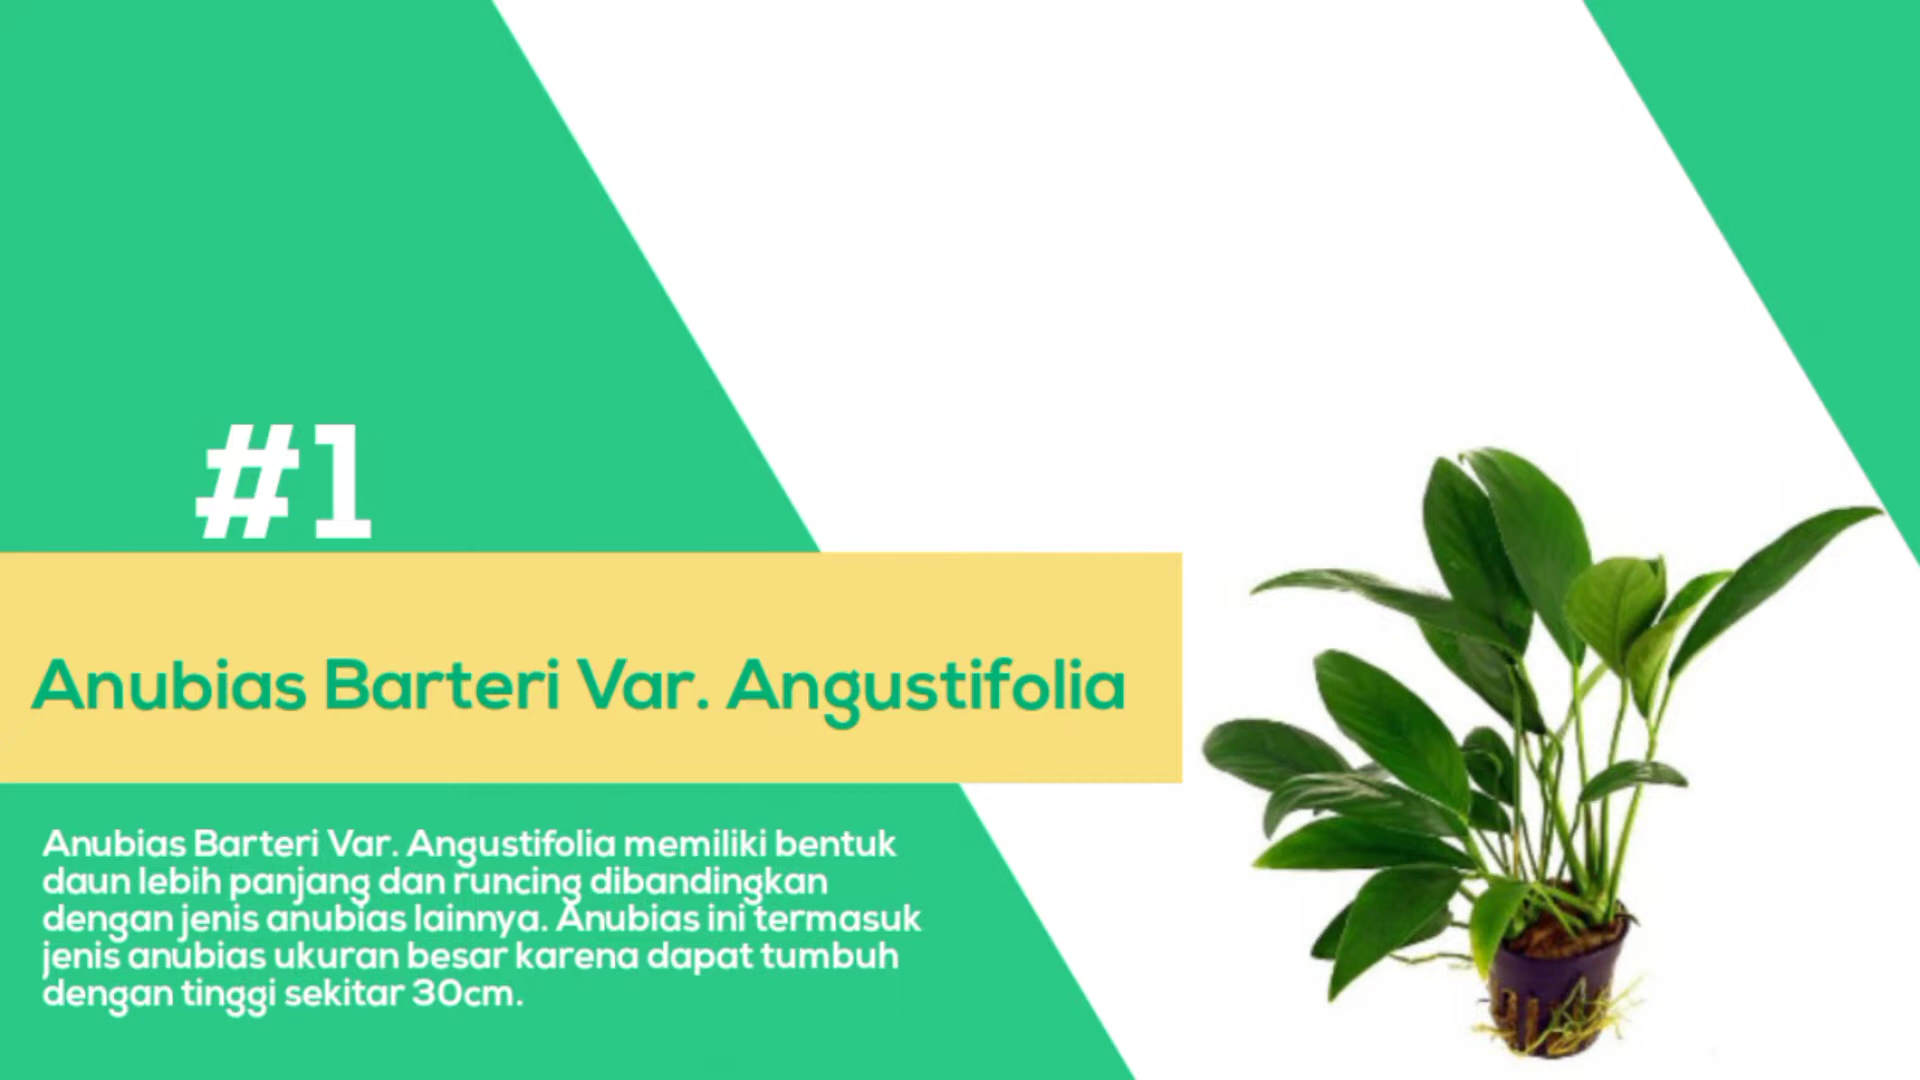 #1
Anubias Barteri Var. Angustifolia
Anubias Barteri Var. Angustifolia memiliki bentuk
daun lebih panjang dan runcing dibandingkan
dengan jenis anubias lainnya. Anubias ini termasuk
jenis anubias ukuran besar karena dapat tumbuh
dengan tinggi sekitar 30cm.